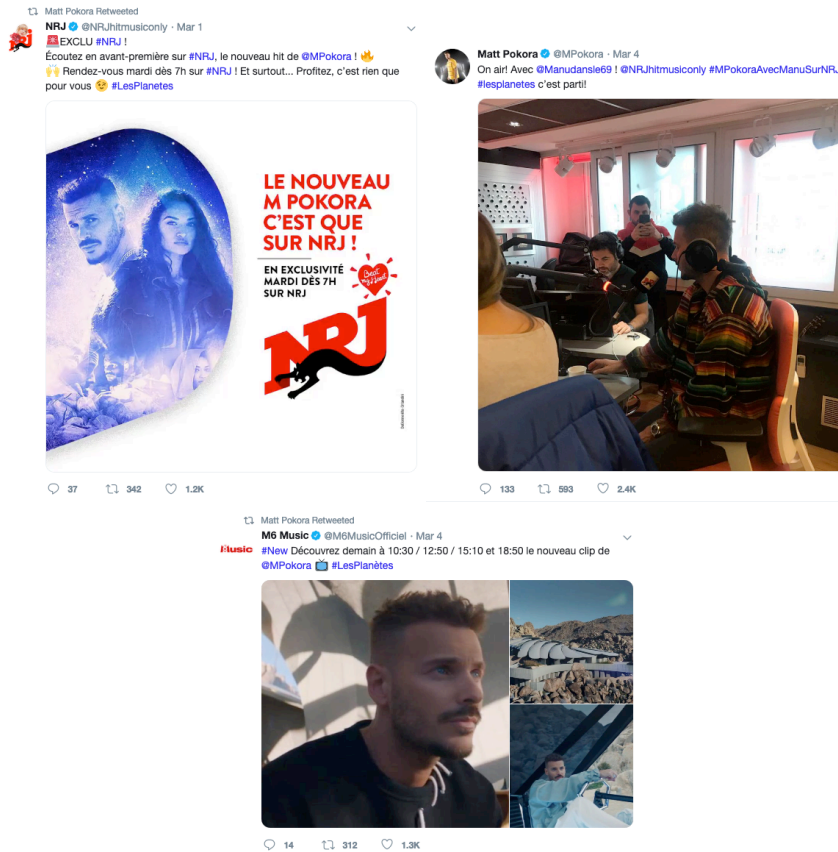 Matt Pokora Retweeted
NRJ @NRJhitmusiconly · Mar 1
🚨EXCLU #NRJ !
Écoutez en avant-première sur #NRJ, le nouveau hit de @MPokora ! 🔥
🙌 Rendez-vous mardi dès 7h sur #NRJ ! Et surtout... Profitez, c'est rien que
pour vous 😉 #LesPlanetes
LE NOUVEAU
M POKORA
C'EST QUE
SUR NRJ !
EN EXCLUSIVITÉ
MARDI DÈS 7H
SUR NRJ
Beat
my heart
NRJ
37 342 1.2K
Matt Pokora @MPokora · Mar 4
On air! Avec @Manudansle69 ! @NRJhitmusiconly #MPokoraAvecManuSurNRJ
#lesplanetes c'est parti!
133 593 2.4K
Matt Pokora Retweeted
M6 Music @M6MusicOfficiel · Mar 4
#New Découvrez demain à 10:30 / 12:50 / 15:10 et 18:50 le nouveau clip de
@MPokora 📺 #LesPlanètes
14 312 1.3K